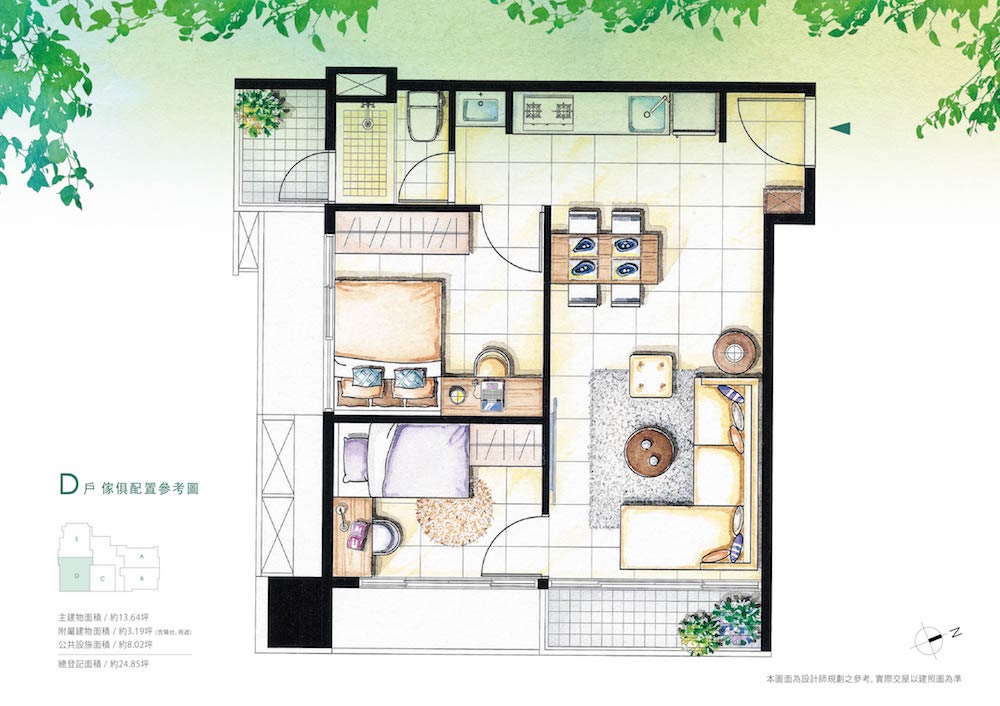 D戶 傢俱配置參考圖
E
A
D
C
B
主建物面積 / 約13.64坪
附屬建物面積 / 約3.19坪 (含陽台, 雨遮)
公共設施面積 / 約8.02坪
總登記面積 / 約24.85坪
N
本圖面為設計師規劃之參考, 實際交屋以建照圖為準